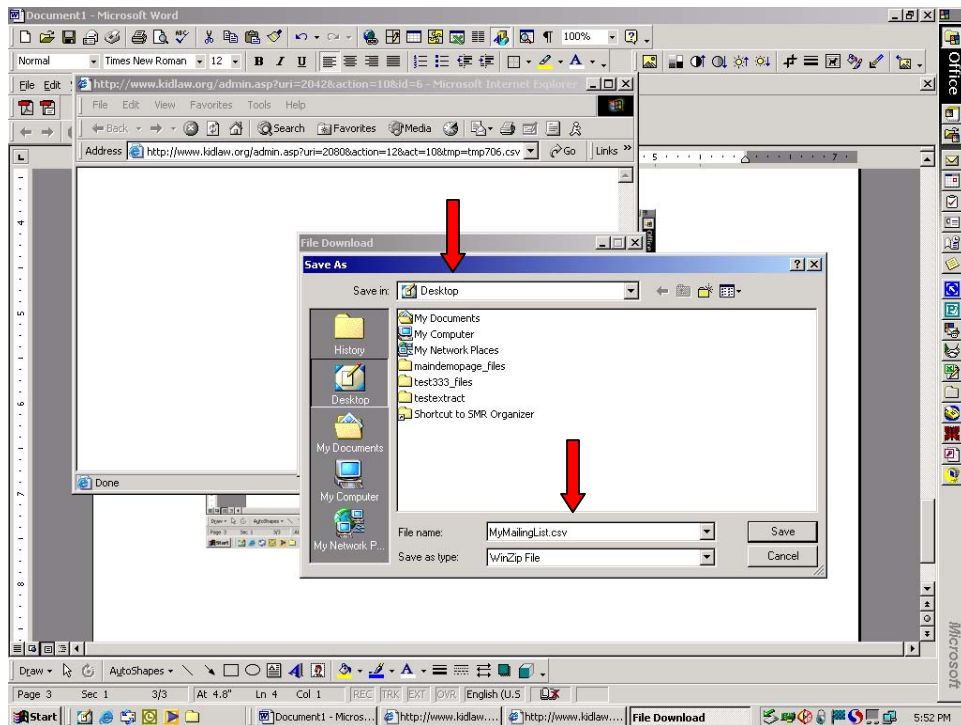 Document1 - Microsoft Word
100%
Normal Times New Roman 12 B I U
File Edit
http://www.kidlaw.org/admin.asp?uri=2042&action=10&id=6 - Microsoft Internet Explorer
File Edit View Favorites Tools Help
Back Search Favorites Media
Address http://www.kidlaw.org/admin.asp?uri=2080&action=12&act=10&tmp=tmp706.csv Go Links »
File Download
Save As
Save in: Desktop
History
Desktop
My Documents
My Computer
My Network P...
My Documents
My Computer
My Network Places
maindemopage_files
test333_files
testextract
Shortcut to SMR Organizer
File name: MyMailingList.csv Save
Save as type: WinZip File Cancel
Done
Office
Microsoft
Draw AutoShapes
Page 3 Sec 1 3/3 At 4.8" Ln 4 Col 1 REC TRK EXT OVR English (U.S
Start Document1 - Micros... http://www.kidlaw.... http://www.kidlaw.... File Download 5:52 PM